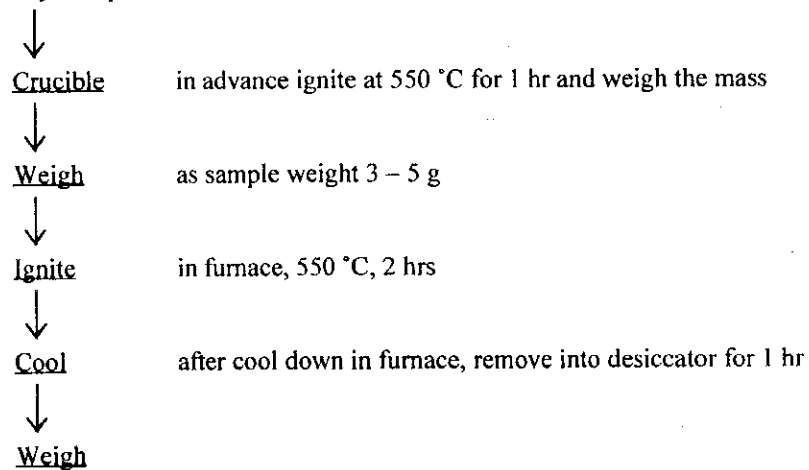 Crucible in advance ignite at 550 ˚C for 1 hr and weigh the mass
Weigh as sample weight 3 – 5 g
Ignite in furnace, 550 ˚C, 2 hrs
Cool after cool down in furnace, remove into desiccator for 1 hr
Weigh